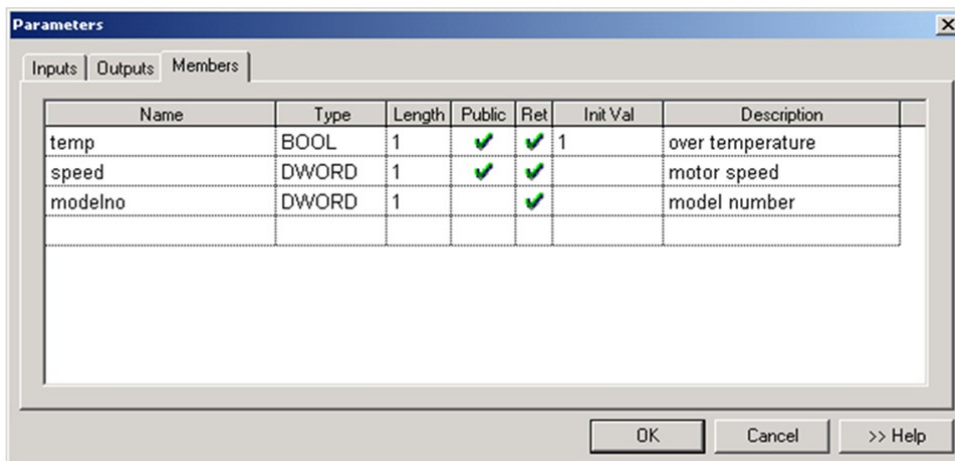 Parameters
Inputs Outputs Members
Name Type Length Public Ret Init Val Description
temp BOOL 1 1 over temperature
speed DWORD 1 motor speed
modelno DWORD 1 model number
OK Cancel >> Help